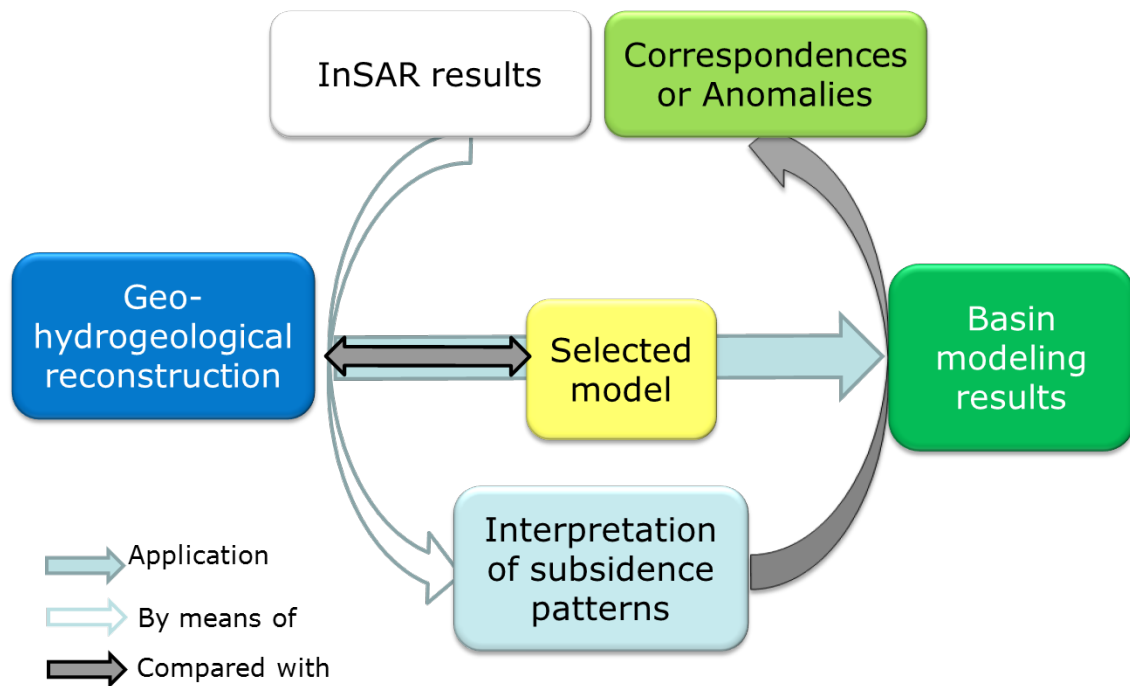 InSAR results
Correspondences
or Anomalies
Geo-
hydrogeological
reconstruction
Selected
model
Basin
modeling
results
Interpretation
of subsidence
patterns
Application
By means of
Compared with